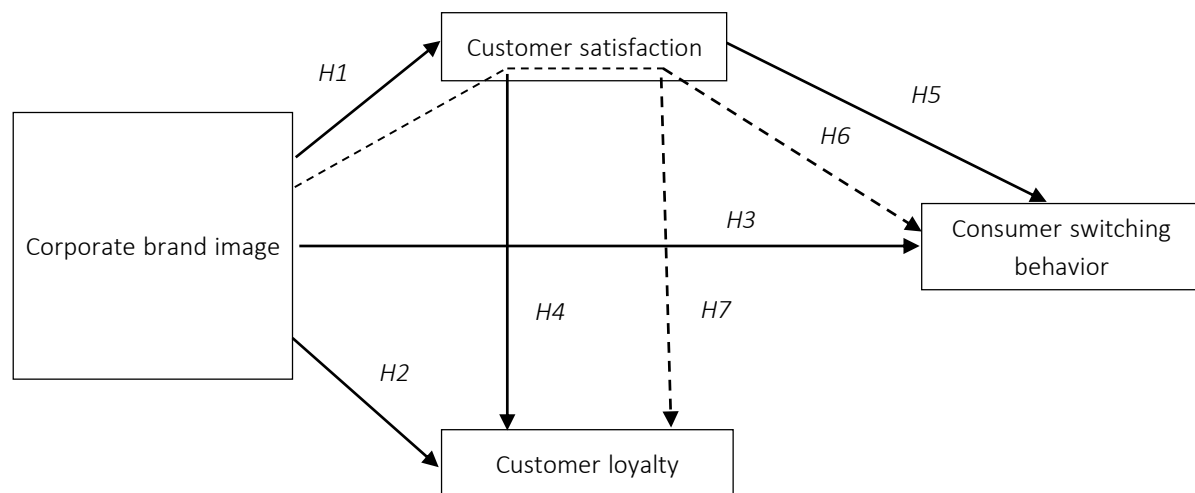 Customer satisfaction
H1
H5
H6
Corporate brand image
H3
Consumer switching
behavior
H4
H7
H2
Customer loyalty